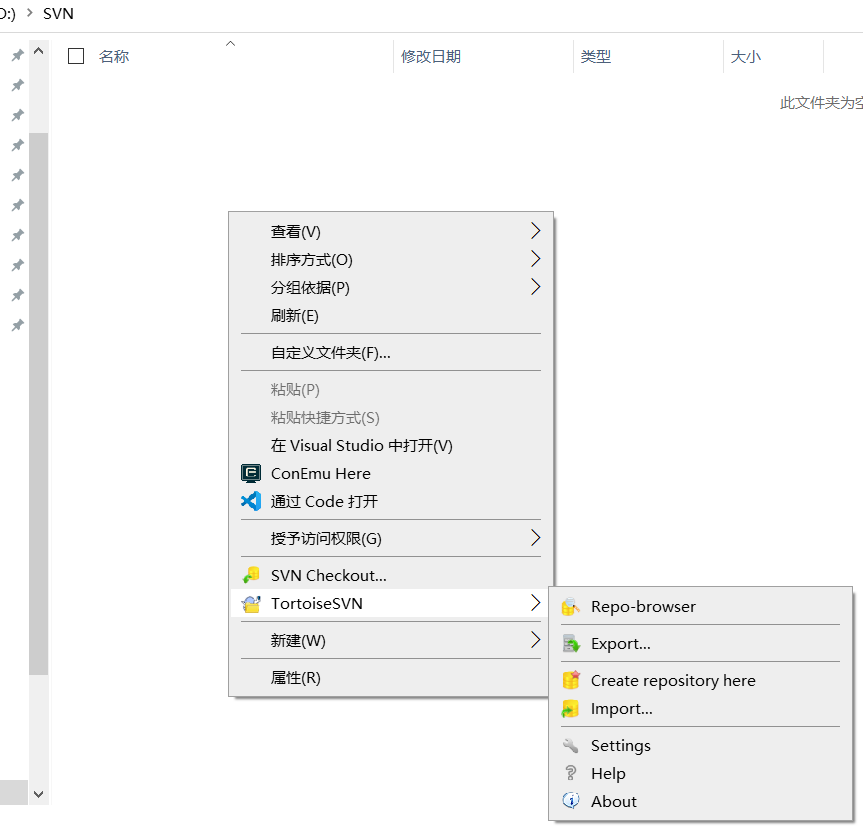 D:) > SVN
名称 修改日期 类型 大小
此文件夹为空
查看(V)
排序方式(O)
分组依据(P)
刷新(E)
自定义文件夹(F)...
粘贴(P)
粘贴快捷方式(S)
在 Visual Studio 中打开(V)
ConEmu Here
通过 Code 打开
授予访问权限(G)
SVN Checkout...
TortoiseSVN
新建(W)
属性(R)
Repo-browser
Export...
Create repository here
Import...
Settings
Help
About